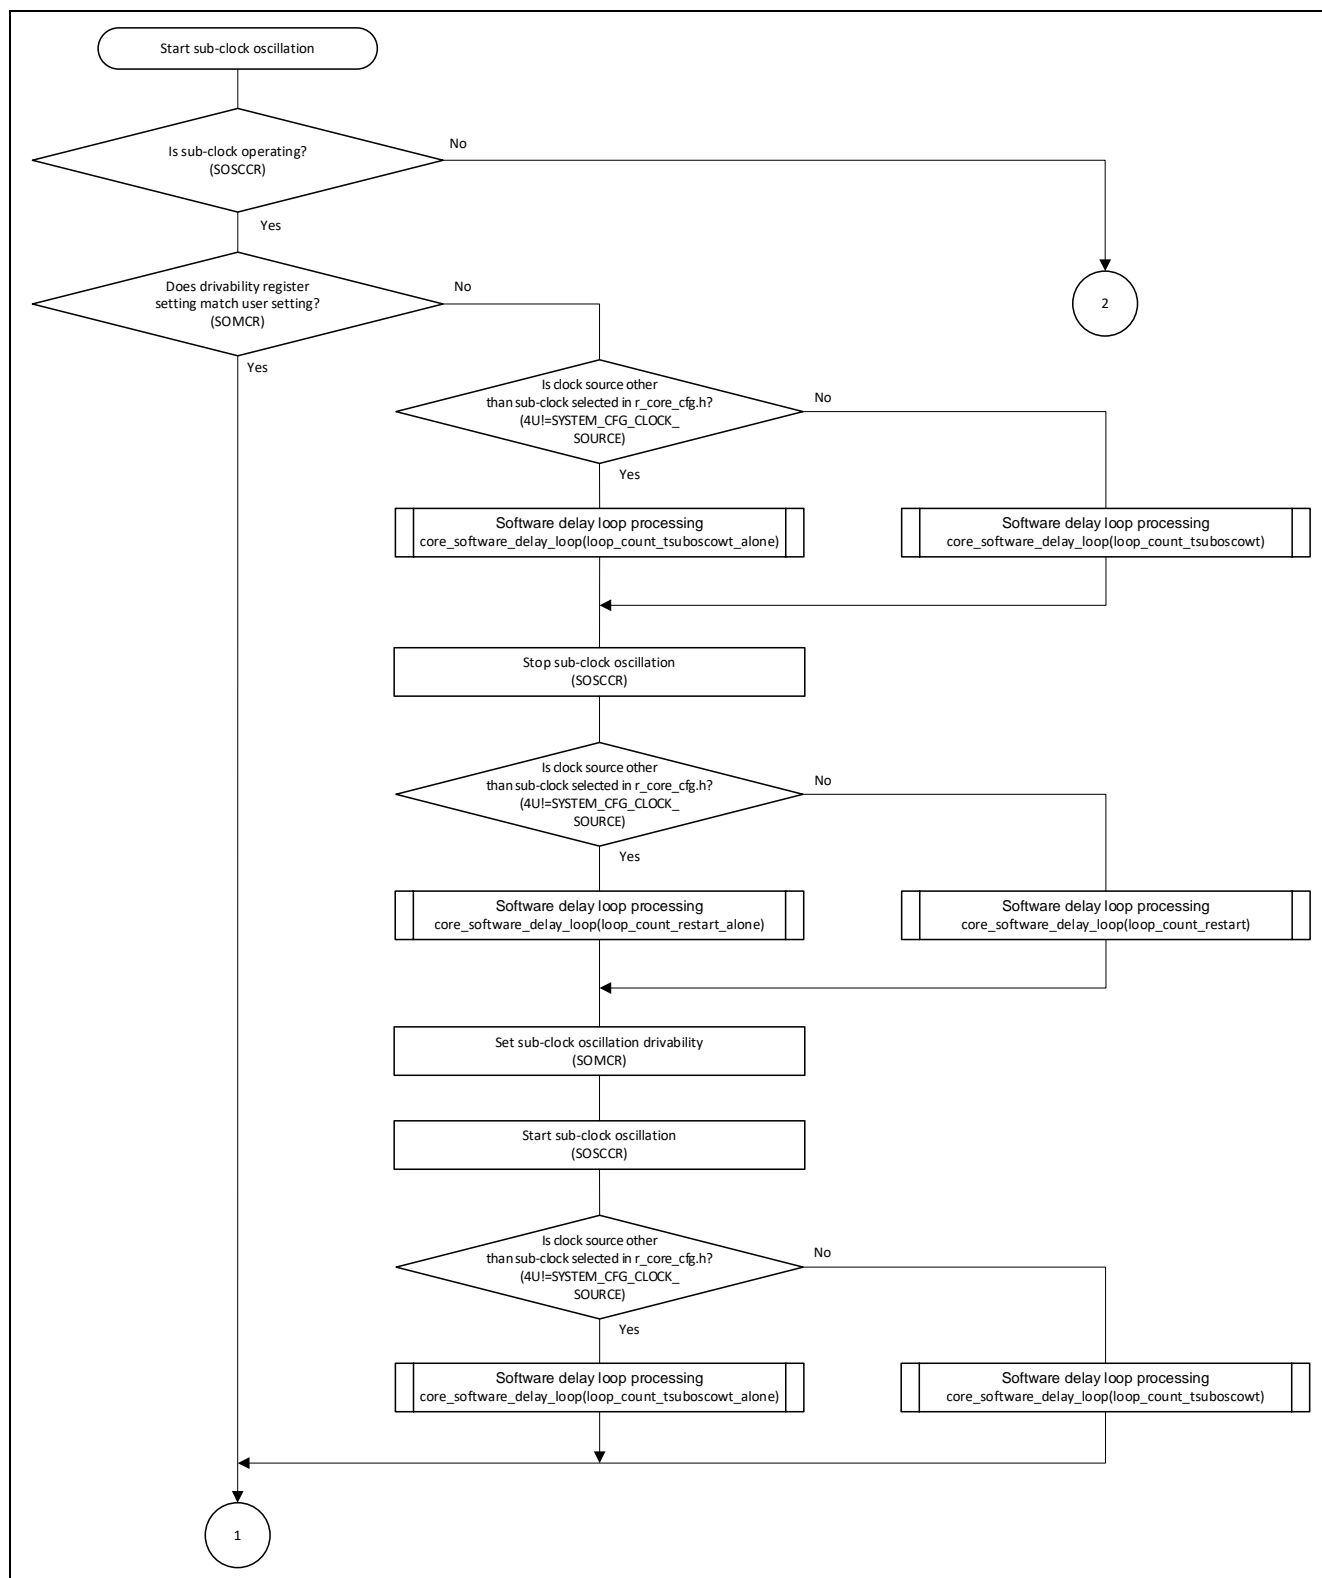 Start sub-clock oscillation
Is sub-clock operating?
(SOSCCR)
No
Yes
Does drivability register
setting match user setting?
(SOMCR)
No
2
Yes
Is clock source other
than sub-clock selected in r_core_cfg.h?
(4U!=SYSTEM_CFG_CLOCK_
SOURCE)
No
Yes
Software delay loop processing
core_software_delay_loop(loop_count_tsuboscowt_alone)
Software delay loop processing
core_software_delay_loop(loop_count_tsuboscowt)
Stop sub-clock oscillation
(SOSCCR)
Is clock source other
than sub-clock selected in r_core_cfg.h?
(4U!=SYSTEM_CFG_CLOCK_
SOURCE)
No
Yes
Software delay loop processing
core_software_delay_loop(loop_count_restart_alone)
Software delay loop processing
core_software_delay_loop(loop_count_restart)
Set sub-clock oscillation drivability
(SOMCR)
Start sub-clock oscillation
(SOSCCR)
Is clock source other
than sub-clock selected in r_core_cfg.h?
(4U!=SYSTEM_CFG_CLOCK_
SOURCE)
No
Yes
Software delay loop processing
core_software_delay_loop(loop_count_tsuboscowt_alone)
Software delay loop processing
core_software_delay_loop(loop_count_tsuboscowt)
1